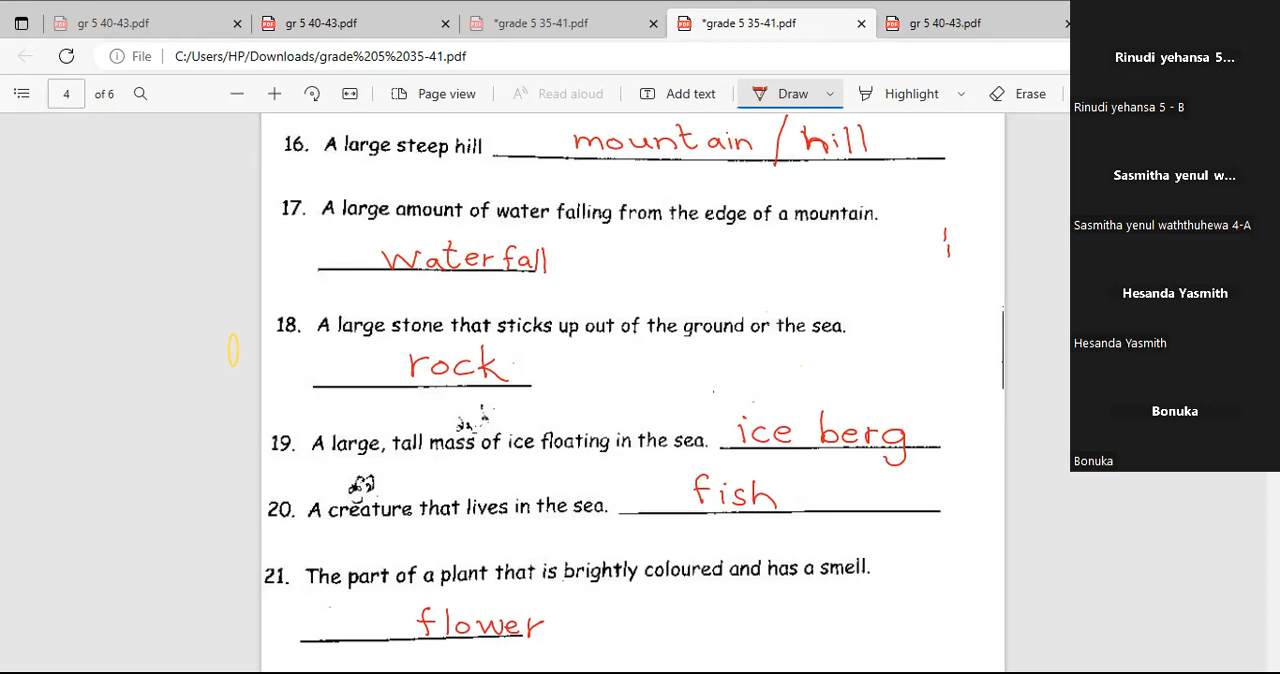 gr 5 40-43.pdf
gr 5 40-43.pdf
*grade 5 35-41.pdf
*grade 5 35-41.pdf
gr 5 40-43.pdf
File C:/Users/HP/Downloads/grade%205%2035-41.pdf
4 of 6 Page view Read aloud Add text Draw Highlight Erase
16. A large steep hill mountain / hill
17. A large amount of water falling from the edge of a mountain.
waterfall
18. A large stone that sticks up out of the ground or the sea.
rock
19. A large, tall mass of ice floating in the sea. ice berg
20. A creature that lives in the sea. fish
21. The part of a plant that is brightly coloured and has a smell.
flower
Rinudi yehansa 5...
Rinudi yehansa 5 - B
Sasmitha yenul w...
Sasmitha yenul waththuhewa 4-A
Hesanda Yasmith
Hesanda Yasmith
Bonuka
Bonuka